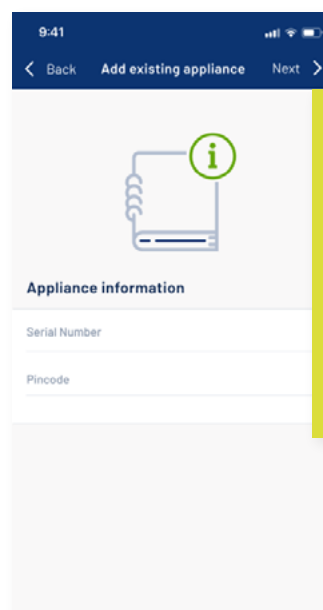 9:41
Back Add existing appliance Next
i
Appliance information
Serial Number
Pincode